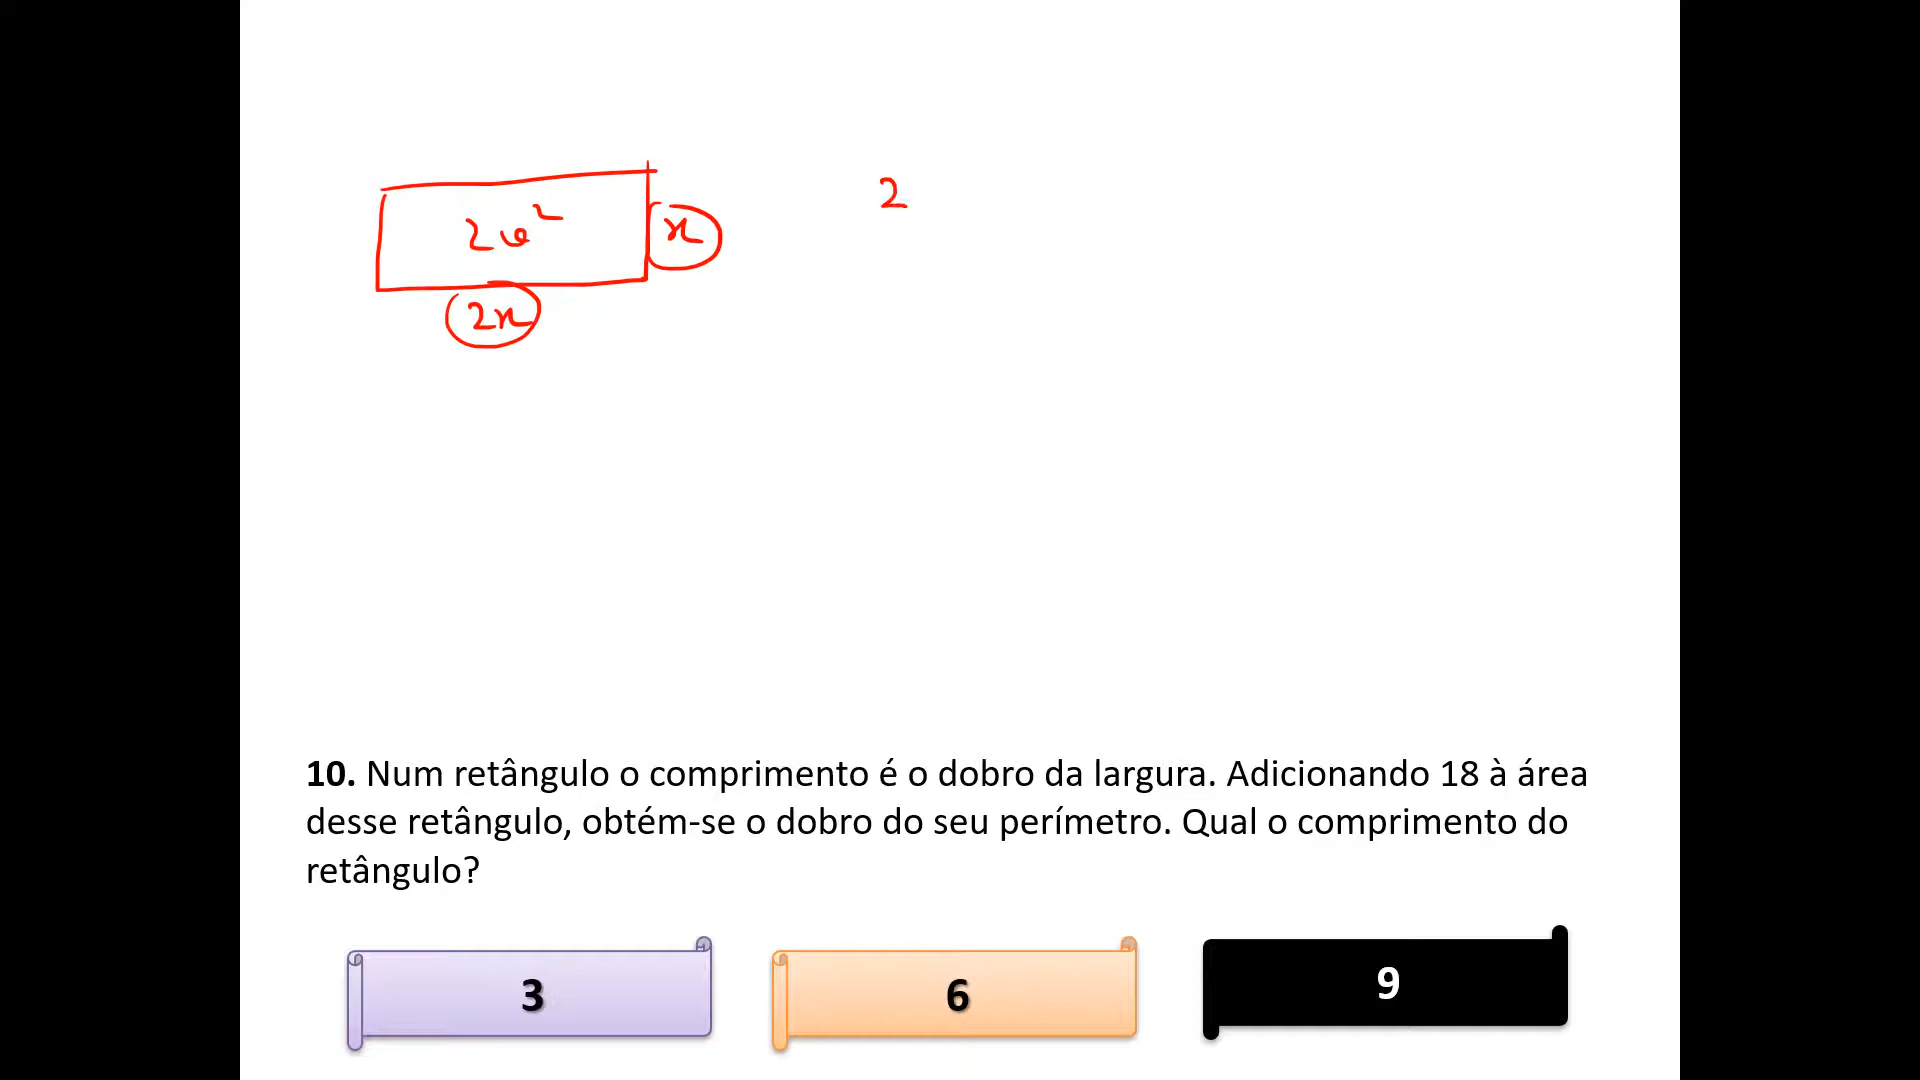 2x²
x
2
2x
10. Num retângulo o comprimento é o dobro da largura. Adicionando 18 à área
desse retângulo, obtém-se o dobro do seu perímetro. Qual o comprimento do
retângulo?
3
6
9